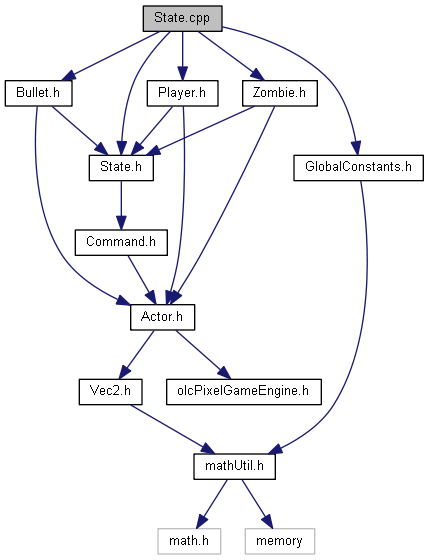 State.cpp
Bullet.h
Player.h
Zombie.h
State.h
GlobalConstants.h
Command.h
Actor.h
Vec2.h
olcPixelGameEngine.h
mathUtil.h
math.h
memory